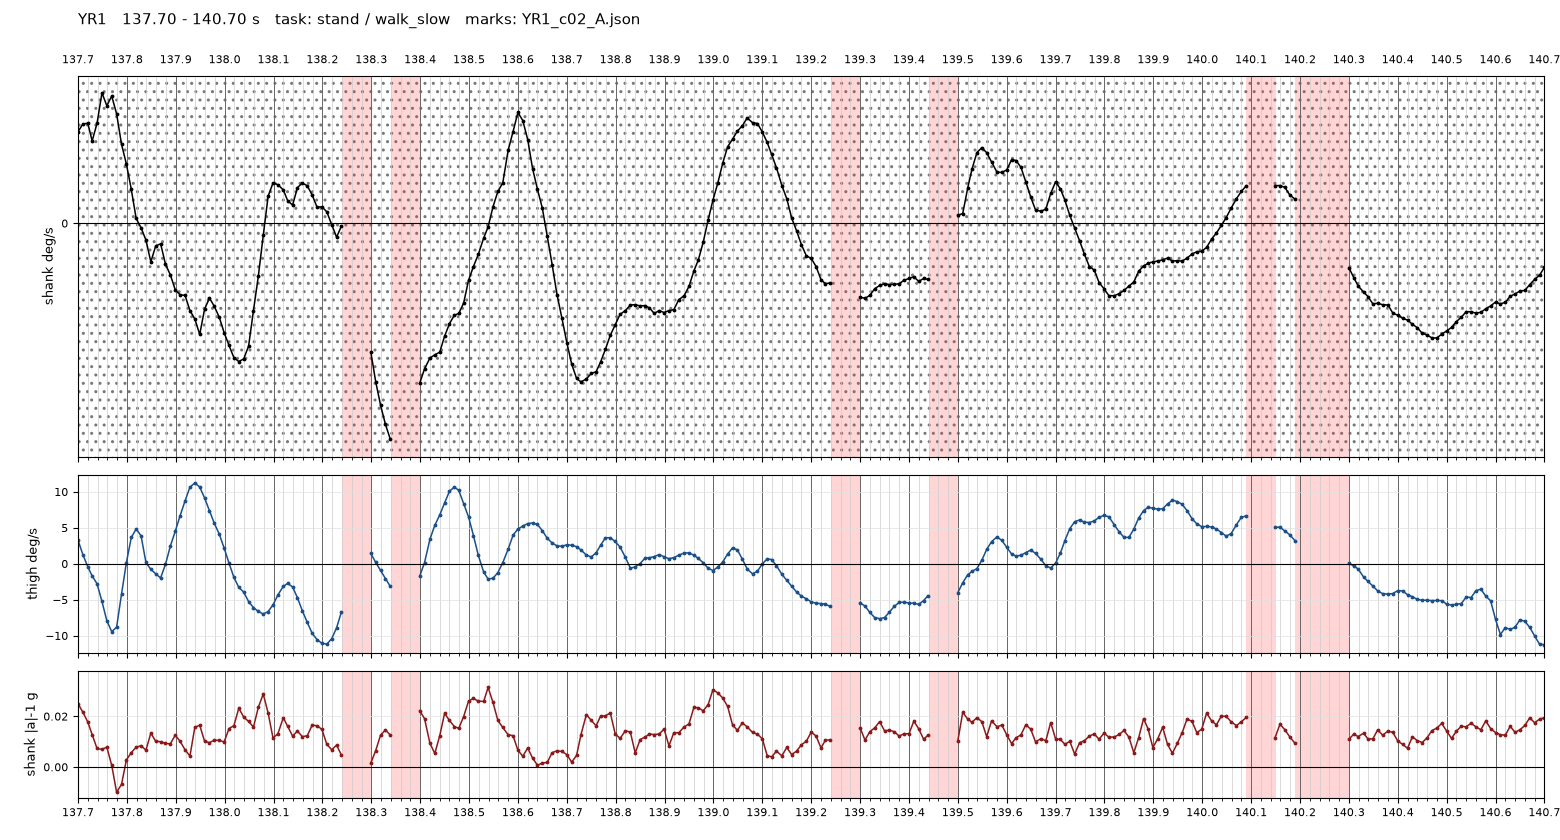 YR1 137.70 - 140.70 s task: stand / walk_slow marks: YR1_c02_A.json
137.7 137.8 137.9 138.0 138.1 138.2 138.3 138.4 138.5 138.6 138.7 138.8 138.9 139.0 139.1 139.2 139.3 139.4 139.5 139.6 139.7 139.8 139.9 140.0 140.1 140.2 140.3 140.4 140.5 140.6 140.7
shank deg/s
0
thigh deg/s
10
5
0
−5
−10
shank |a|-1 g
0.02
0.00
137.7 137.8 137.9 138.0 138.1 138.2 138.3 138.4 138.5 138.6 138.7 138.8 138.9 139.0 139.1 139.2 139.3 139.4 139.5 139.6 139.7 139.8 139.9 140.0 140.1 140.2 140.3 140.4 140.5 140.6 140.7